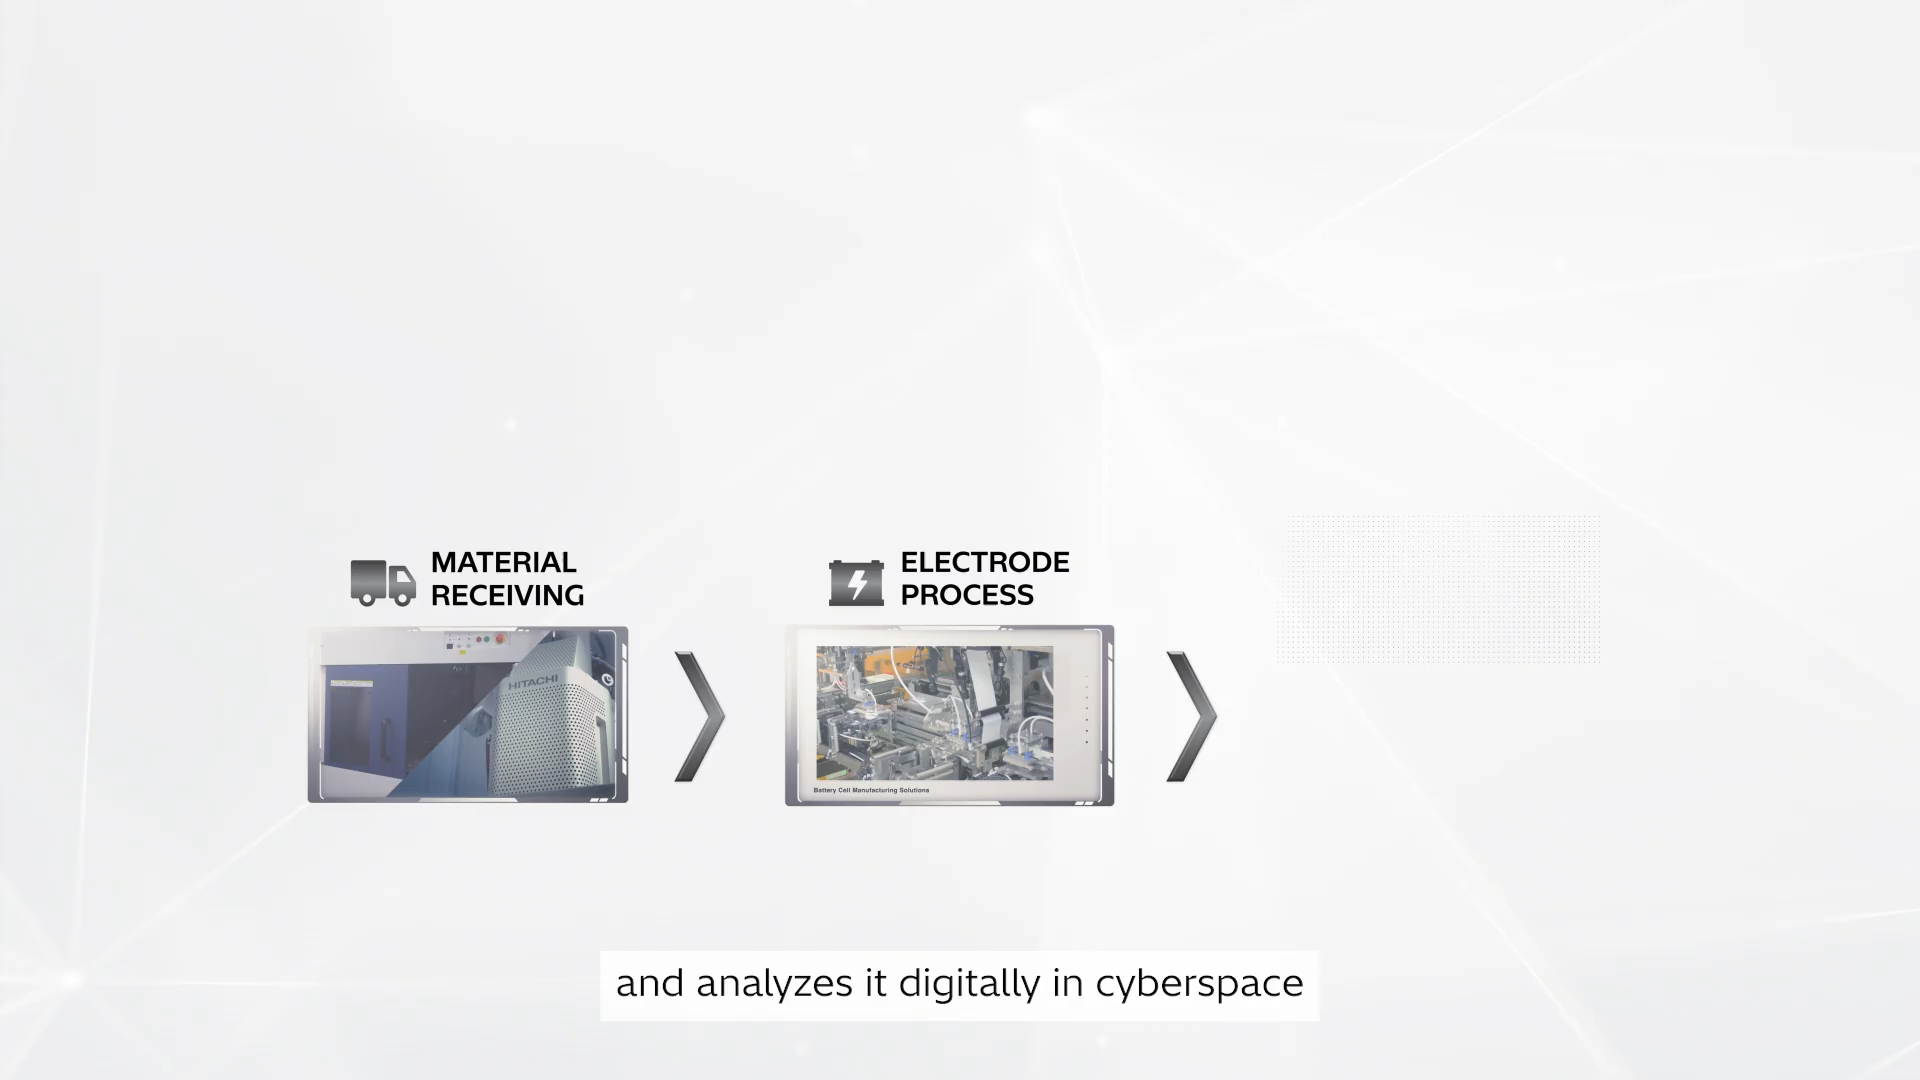 MATERIAL
RECEIVING
ELECTRODE
PROCESS
HITACHI
Battery Cell Manufacturing Solutions
and analyzes it digitally in cyberspace